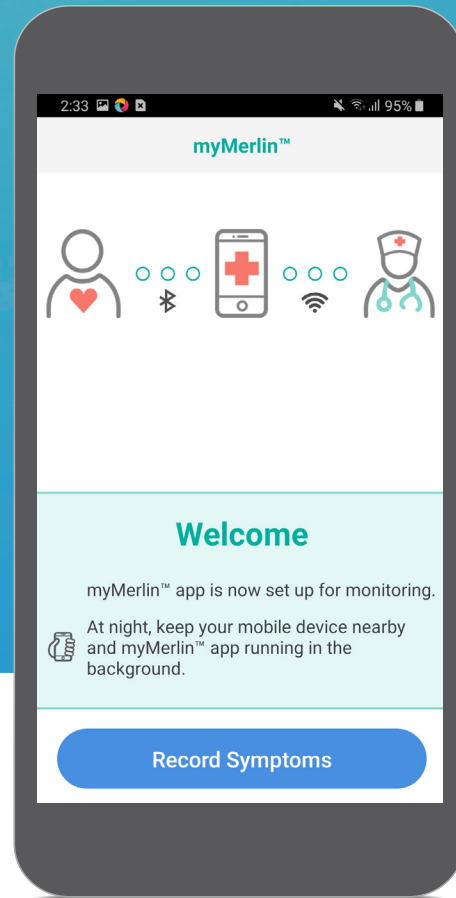 2:33 95%
myMerlin™
Welcome
myMerlin™ app is now set up for monitoring.
At night, keep your mobile device nearby
and myMerlin™ app running in the
background.
Record Symptoms